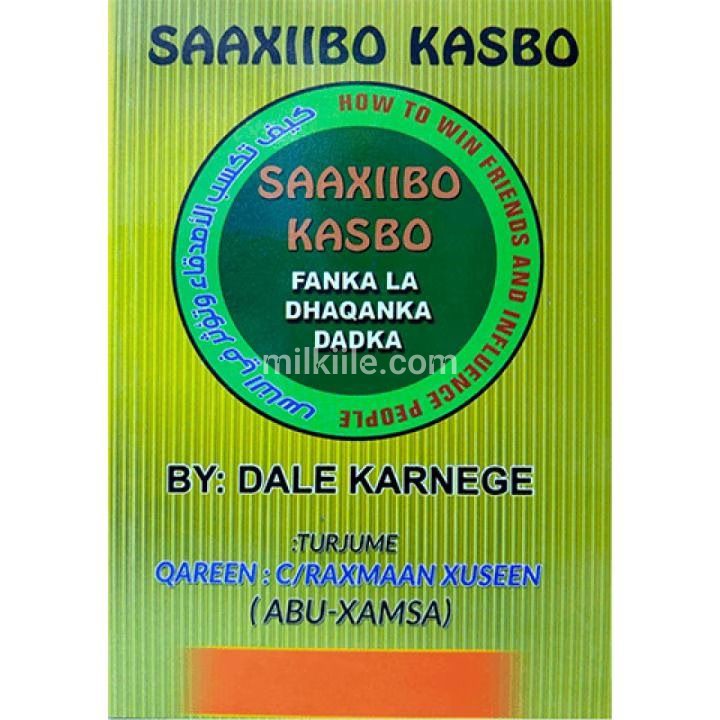 SAAXIIBO KASBO
HOW TO WIN FRIENDS AND INFLUENCE PEOPLE
كيف تكسب الأصدقاء وتؤثر في الناس
SAAXIIBO
KASBO
FANKA LA
DHAQANKA
DADKA
milkiile.com
BY: DALE KARNEGE
:TURJUME
QAREEN : C/RAXMAAN XUSEEN
( ABU-XAMSA)